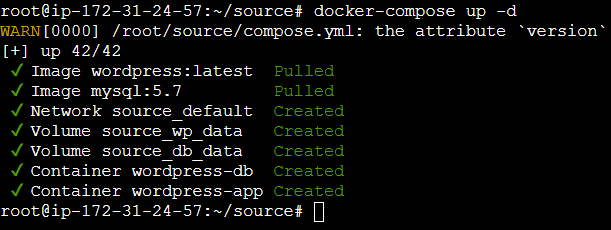 root@ip-172-31-24-57:~/source# docker-compose up -d
WARN[0000] /root/source/compose.yml: the attribute `version`
[+] up 42/42
✔ Image wordpress:latest Pulled
✔ Image mysql:5.7 Pulled
✔ Network source_default Created
✔ Volume source_wp_data Created
✔ Volume source_db_data Created
✔ Container wordpress-db Created
✔ Container wordpress-app Created
root@ip-172-31-24-57:~/source#